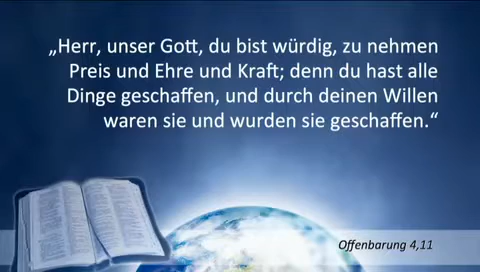 „Herr, unser Gott, du bist würdig, zu nehmen
Preis und Ehre und Kraft; denn du hast alle
Dinge geschaffen, und durch deinen Willen
waren sie und wurden sie geschaffen.“
Offenbarung 4,11